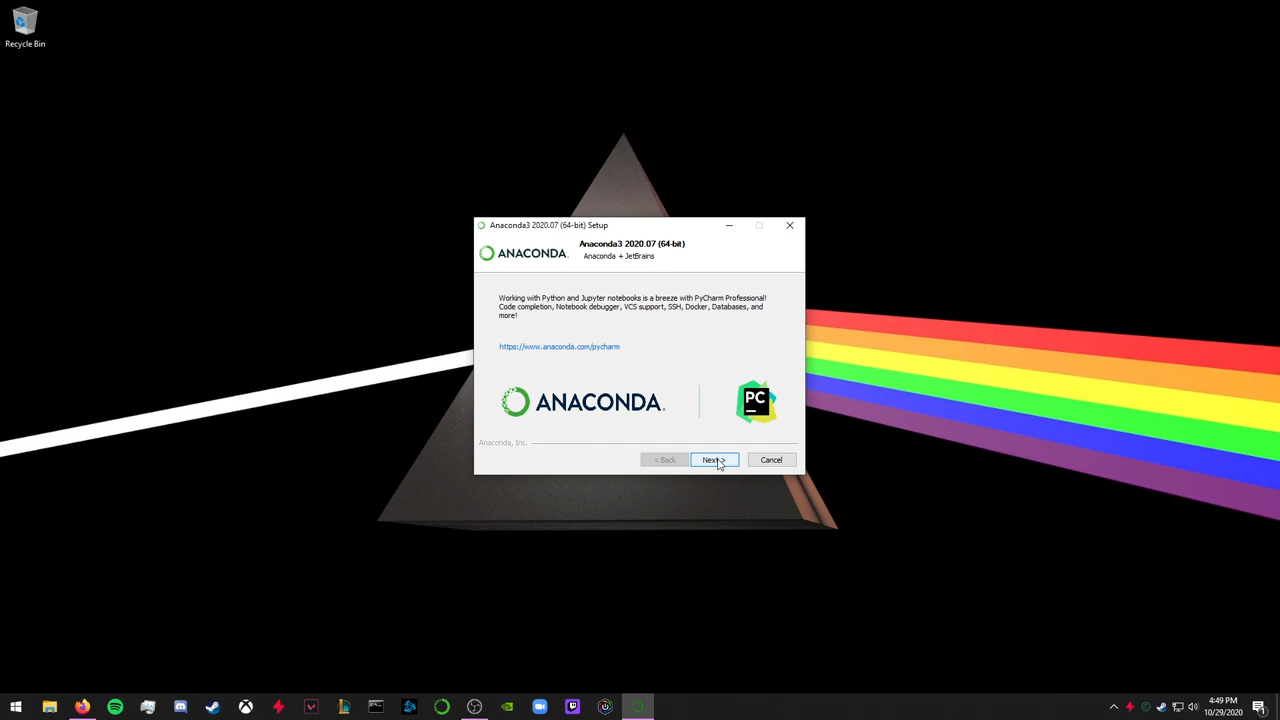 Recycle Bin
Anaconda3 2020.07 (64-bit) Setup
Anaconda3 2020.07 (64-bit)
Anaconda + JetBrains
ANACONDA.
Working with Python and Jupyter notebooks is a breeze with PyCharm Professional!
Code completion, Notebook debugger, VCS support, SSH, Docker, Databases, and
more!
https://www.anaconda.com/pycharm
ANACONDA.
PC
Anaconda, Inc.
< Back
Next >
Cancel
4:49 PM
10/29/2020
1